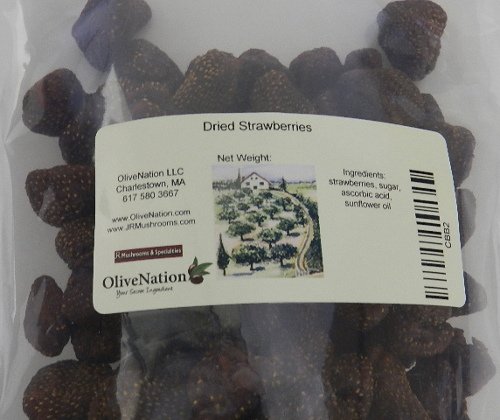 Dried Strawberries
Net Weight:
OliveNation LLC
Charlestown, MA
617 580 3667
www.OliveNation.com
www.JRMushrooms.com
Ingredients:
strawberries, sugar,
ascorbic acid,
sunflower oil
JR Mushrooms & Specialties
OliveNation
Your Secret Ingredient
CBB2